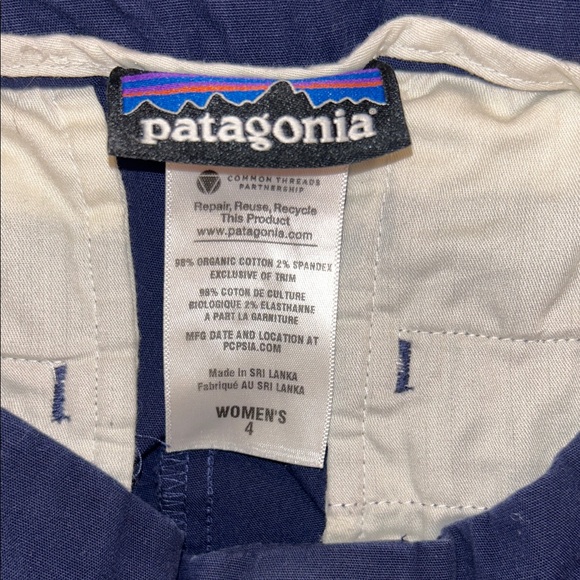 patagonia®
COMMON THREADS
PARTNERSHIP
Repair, Reuse, Recycle
This Product
www.patagonia.com
98% ORGANIC COTTON 2% SPANDEX
EXCLUSIVE OF TRIM
98% COTON DE CULTURE
BIOLOGIQUE 2% ELASTHANNE
A PART LA GARNITURE
MFG DATE AND LOCATION AT
PCPSIA.COM
Made in SRI LANKA
Fabriqué AU SRI LANKA
WOMEN'S
4